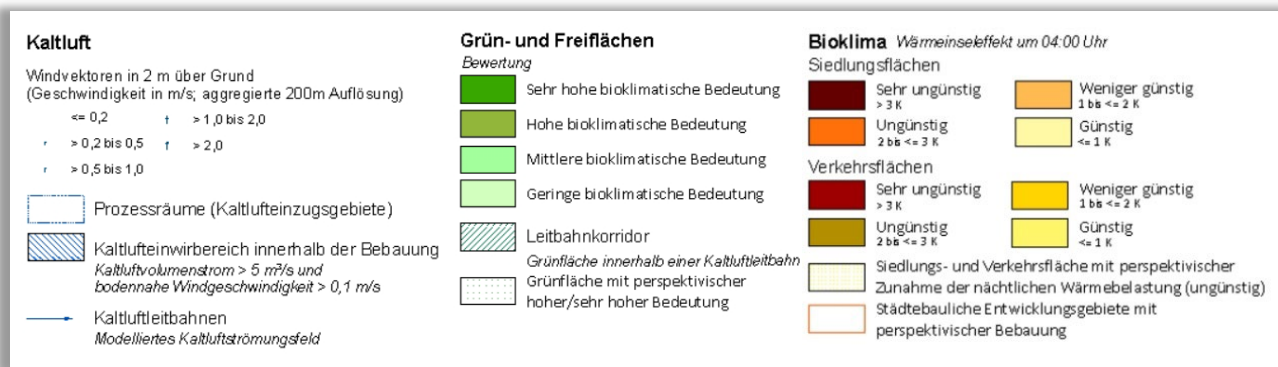 Kaltluft
Windvektoren in 2 m über Grund
(Geschwindigkeit in m/s; aggregierte 200m Auflösung)
<= 0,2
> 0,2 bis 0,5
> 0,5 bis 1,0
> 1,0 bis 2,0
> 2,0
Prozessräume (Kaltlufteinzugsgebiete)
Kaltlufteinwirbereich innerhalb der Bebauung
Kaltluftvolumenstrom > 5 m³/s und
bodennahe Windgeschwindigkeit > 0,1 m/s
Kaltluftleitbahnen
Modelliertes Kaltluftströmungsfeld
Grün- und Freiflächen
Bewertung
Sehr hohe bioklimatische Bedeutung
Hohe bioklimatische Bedeutung
Mittlere bioklimatische Bedeutung
Geringe bioklimatische Bedeutung
Leitbahnkorridor
Grünfläche innerhalb einer Kaltluftleitbahn
Grünfläche mit perspektivischer
hoher/sehr hoher Bedeutung
Bioklima Wärmeinseleffekt um 04:00 Uhr
Siedlungsflächen
Sehr ungünstig
> 3 K
Ungünstig
2 bis <= 3 K
Weniger günstig
1 bis <= 2 K
Günstig
<= 1 K
Verkehrsflächen
Sehr ungünstig
> 3 K
Ungünstig
2 bis <= 3 K
Weniger günstig
1 bis <= 2 K
Günstig
<= 1 K
Siedlungs- und Verkehrsfläche mit perspektivischer
Zunahme der nächtlichen Wärmebelastung (ungünstig)
Städtebauliche Entwicklungsgebiete mit
perspektivischer Bebauung